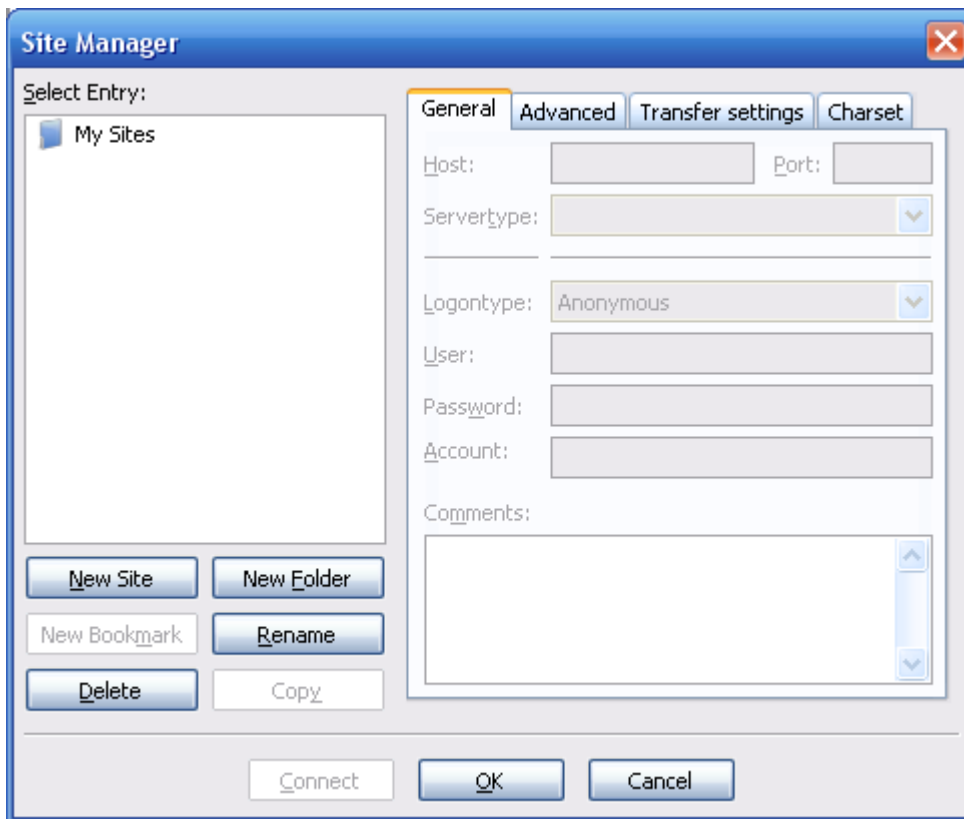 Site Manager
Select Entry:
My Sites
New Site
New Folder
New Bookmark
Rename
Delete
Copy
General
Advanced
Transfer settings
Charset
Host:
Port:
Servertype:
Logontype:
Anonymous
User:
Password:
Account:
Comments:
Connect
OK
Cancel